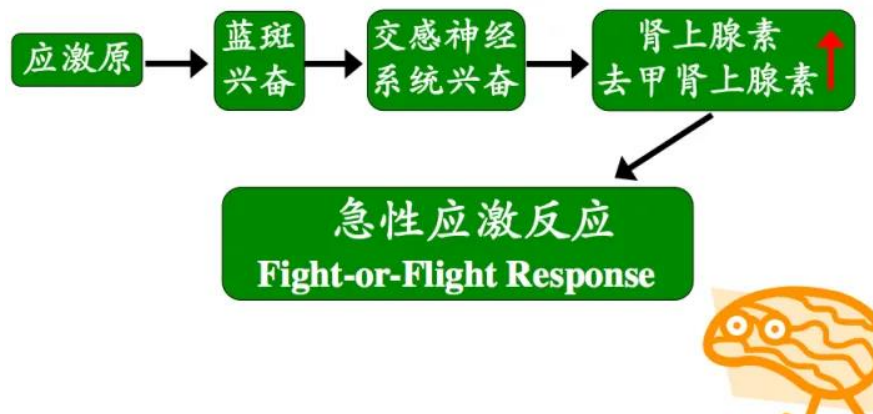 应激原
蓝斑
兴奋
交感神经
系统兴奋
肾上腺素
去甲肾上腺素
急性应激反应
Fight-or-Flight Response